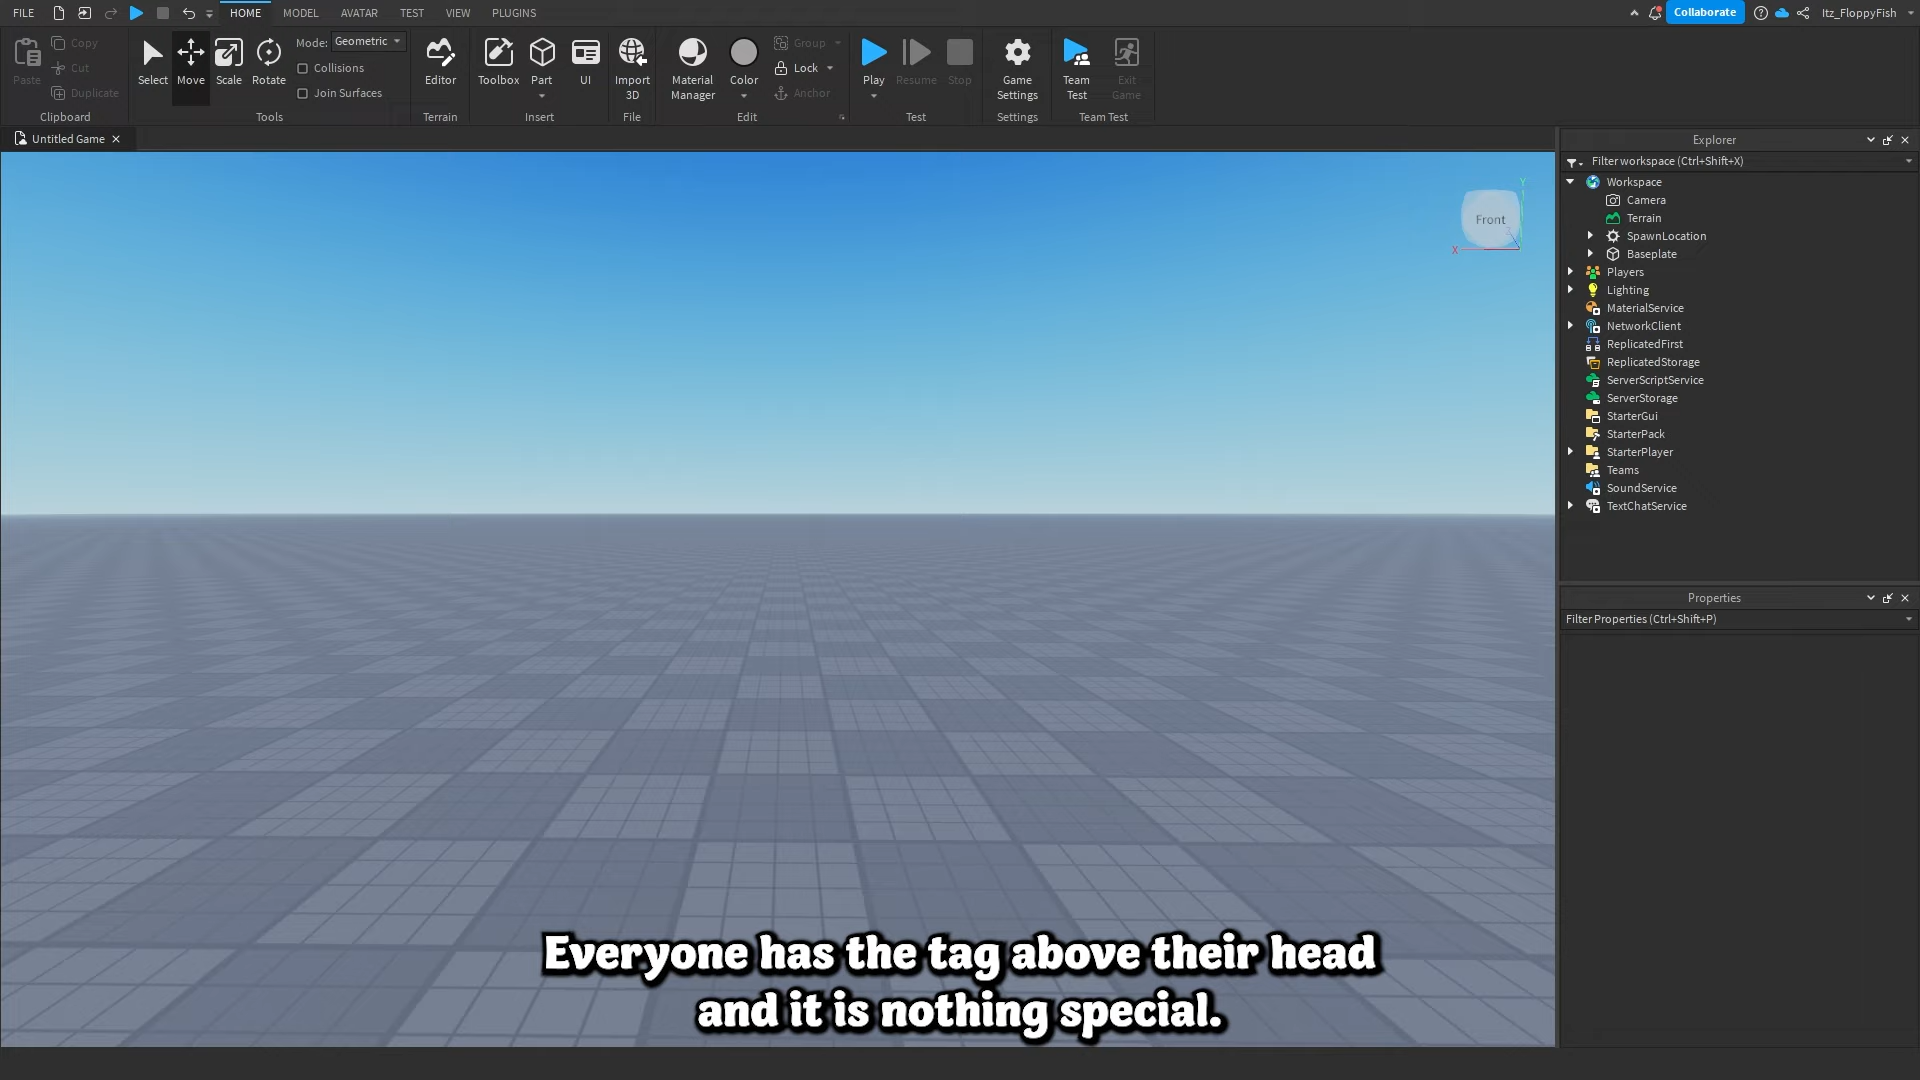 FILE
HOME
MODEL
AVATAR
TEST
VIEW
PLUGINS
Collaborate
Itz_FloppyFish
Paste
Copy
Cut
Duplicate
Clipboard
Select
Move
Scale
Rotate
Mode: Geometric
Collisions
Join Surfaces
Tools
Editor
Terrain
Toolbox
Part
UI
Insert
Import
3D
File
Material
Manager
Color
Group
Lock
Anchor
Edit
Play
Resume
Stop
Test
Game
Settings
Settings
Team
Test
Exit
Game
Team Test
Untitled Game
Front
X
Y
Explorer
Filter workspace (Ctrl+Shift+X)
Workspace
Camera
Terrain
SpawnLocation
Baseplate
Players
Lighting
MaterialService
NetworkClient
ReplicatedFirst
ReplicatedStorage
ServerScriptService
ServerStorage
StarterGui
StarterPack
StarterPlayer
Teams
SoundService
TextChatService
Properties
Filter Properties (Ctrl+Shift+P)
Everyone has the tag above their head
and it is nothing special.